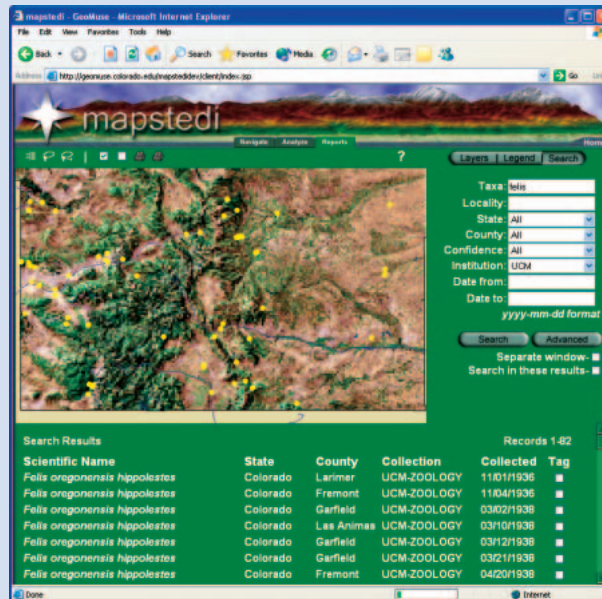 mapstedi - GeoMuse - Microsoft Internet Explorer
File Edit View Favorites Tools Help
Back Search Favorites Media
Address http://geomuse.colorado.edu/mapstedidev/client/index.jsp Go
mapstedi
Navigate Analyze Reports Home
? Layers Legend Search
Taxa: felis
Locality:
State: All
County: All
Confidence: All
Institution: UCM
Date from:
Date to:
yyyy-mm-dd format
Search Advanced
Separate window-
Search in these results-
Search Results Records 1-82
Scientific Name State County Collection Collected Tag
Felis oregonensis hippolestes Colorado Larimer UCM-ZOOLOGY 11/01/1936
Felis oregonensis hippolestes Colorado Fremont UCM-ZOOLOGY 11/04/1936
Felis oregonensis hippolestes Colorado Garfield UCM-ZOOLOGY 03/02/1938
Felis oregonensis hippolestes Colorado Las Animas UCM-ZOOLOGY 03/10/1938
Felis oregonensis hippolestes Colorado Garfield UCM-ZOOLOGY 03/12/1938
Felis oregonensis hippolestes Colorado Garfield UCM-ZOOLOGY 03/21/1938
Felis oregonensis hippolestes Colorado Fremont UCM-ZOOLOGY 04/20/1938
Done Internet